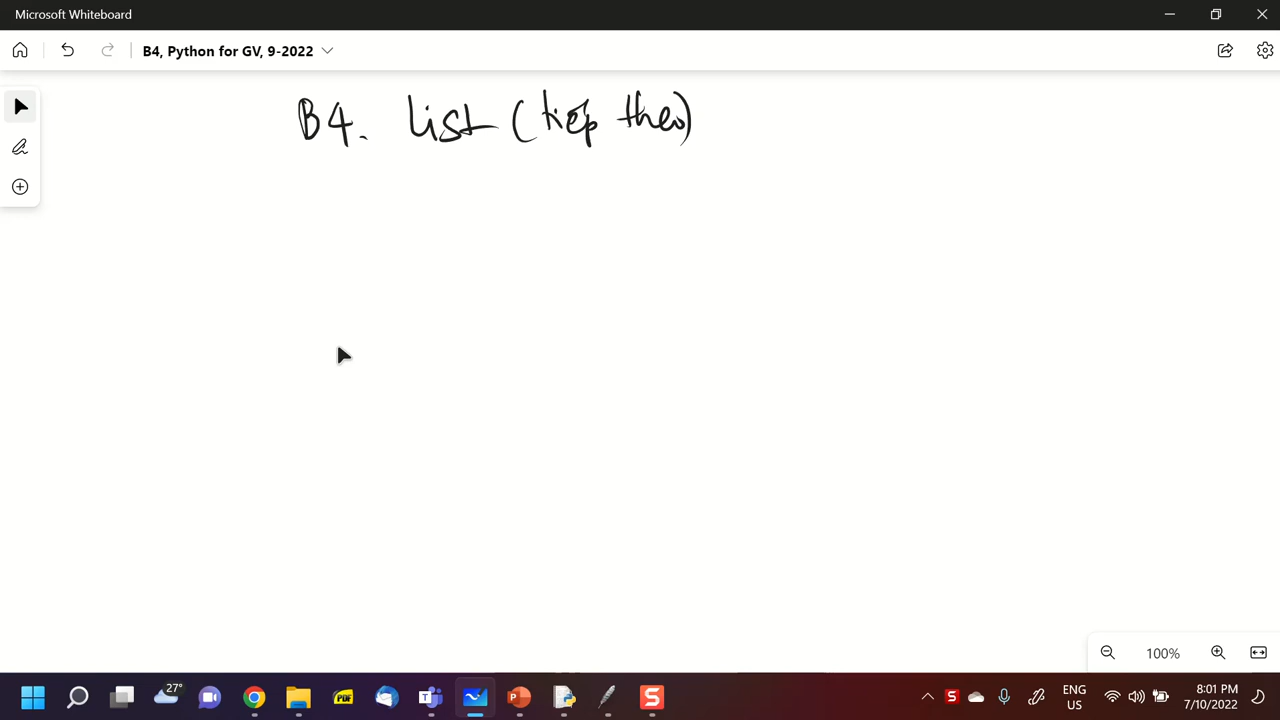 Microsoft Whiteboard
B4, Python for GV, 9-2022
B4. List (tiếp theo)
100%
27°
PDF
S
ENG
US
8:01 PM
7/10/2022